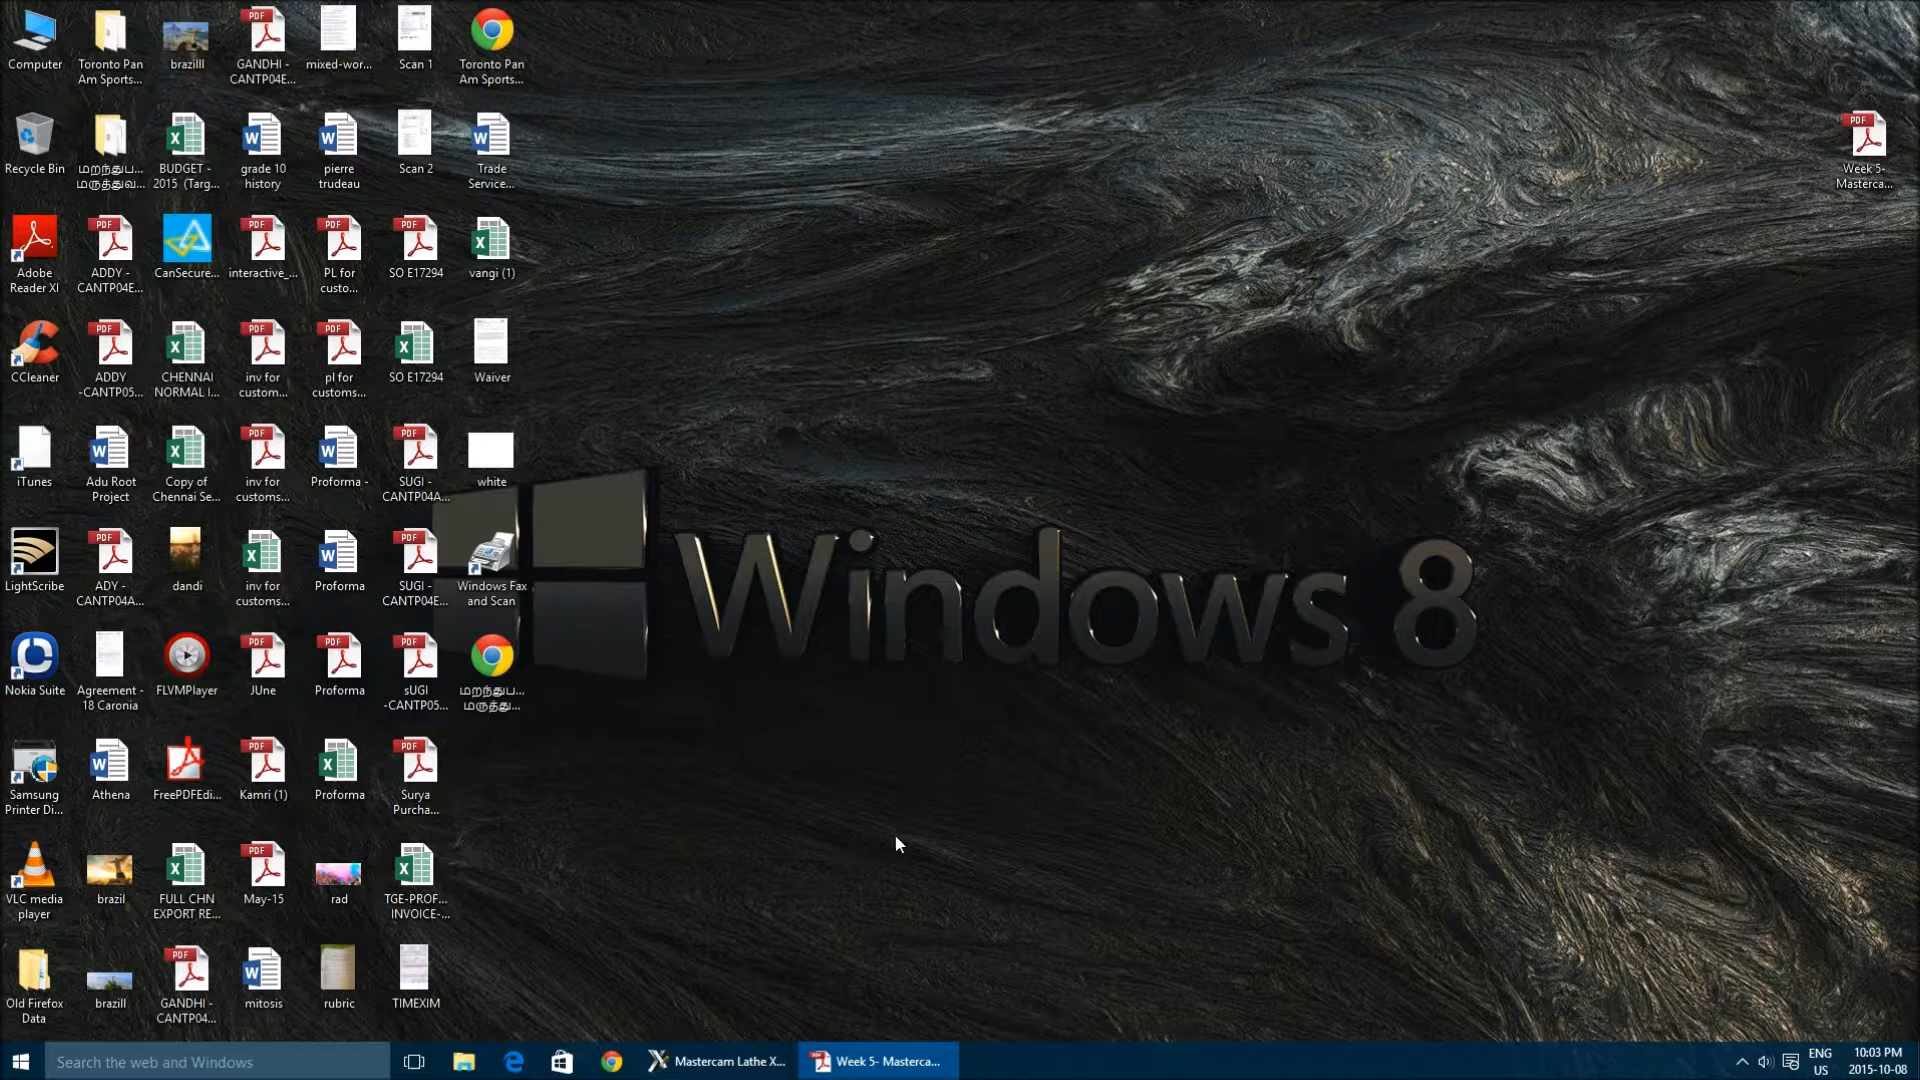 Computer
Toronto Pan
Am Sports...
brazilll
GANDHI -
CANTP04E...
mixed-wor...
Scan 1
Toronto Pan
Am Sports...
Recycle Bin
மறந்துப...
மருத்துவ...
BUDGET -
2015 (Targ...
grade 10
history
pierre
trudeau
Scan 2
Trade
Service...
Week 5-
Masterca...
Adobe
Reader XI
ADDY -
CANTP04E...
CanSecure...
interactive_...
PL for
custo...
SO E17294
vangi (1)
CCleaner
ADDY
-CANTP05...
CHENNAI
NORMAL I...
inv for
custom...
pl for
customs...
SO E17294
Waiver
iTunes
Adu Root
Project
Copy of
Chennai Se...
inv for
customs...
Proforma -
SUGI -
CANTP04A...
white
LightScribe
ADY -
CANTP04A...
dandi
inv for
customs...
Proforma
SUGI -
CANTP04E...
Windows Fax
and Scan
Windows 8
Nokia Suite
Agreement -
18 Caronia
FLVMPlayer
JUne
Proforma
sUGI
-CANTP05...
மறந்துப...
மருத்து...
Samsung
Printer Di...
Athena
FreePDFEdi...
Kamri (1)
Proforma
Surya
Purcha...
VLC media
player
brazil
FULL CHN
EXPORT RE...
May-15
rad
TGE-PROF...
INVOICE-...
Old Firefox
Data
brazill
GANDHI -
CANTP04...
mitosis
rubric
TIMEXIM
Search the web and Windows
Mastercam Lathe X...
Week 5- Masterca...
ENG
US
10:03 PM
2015-10-08